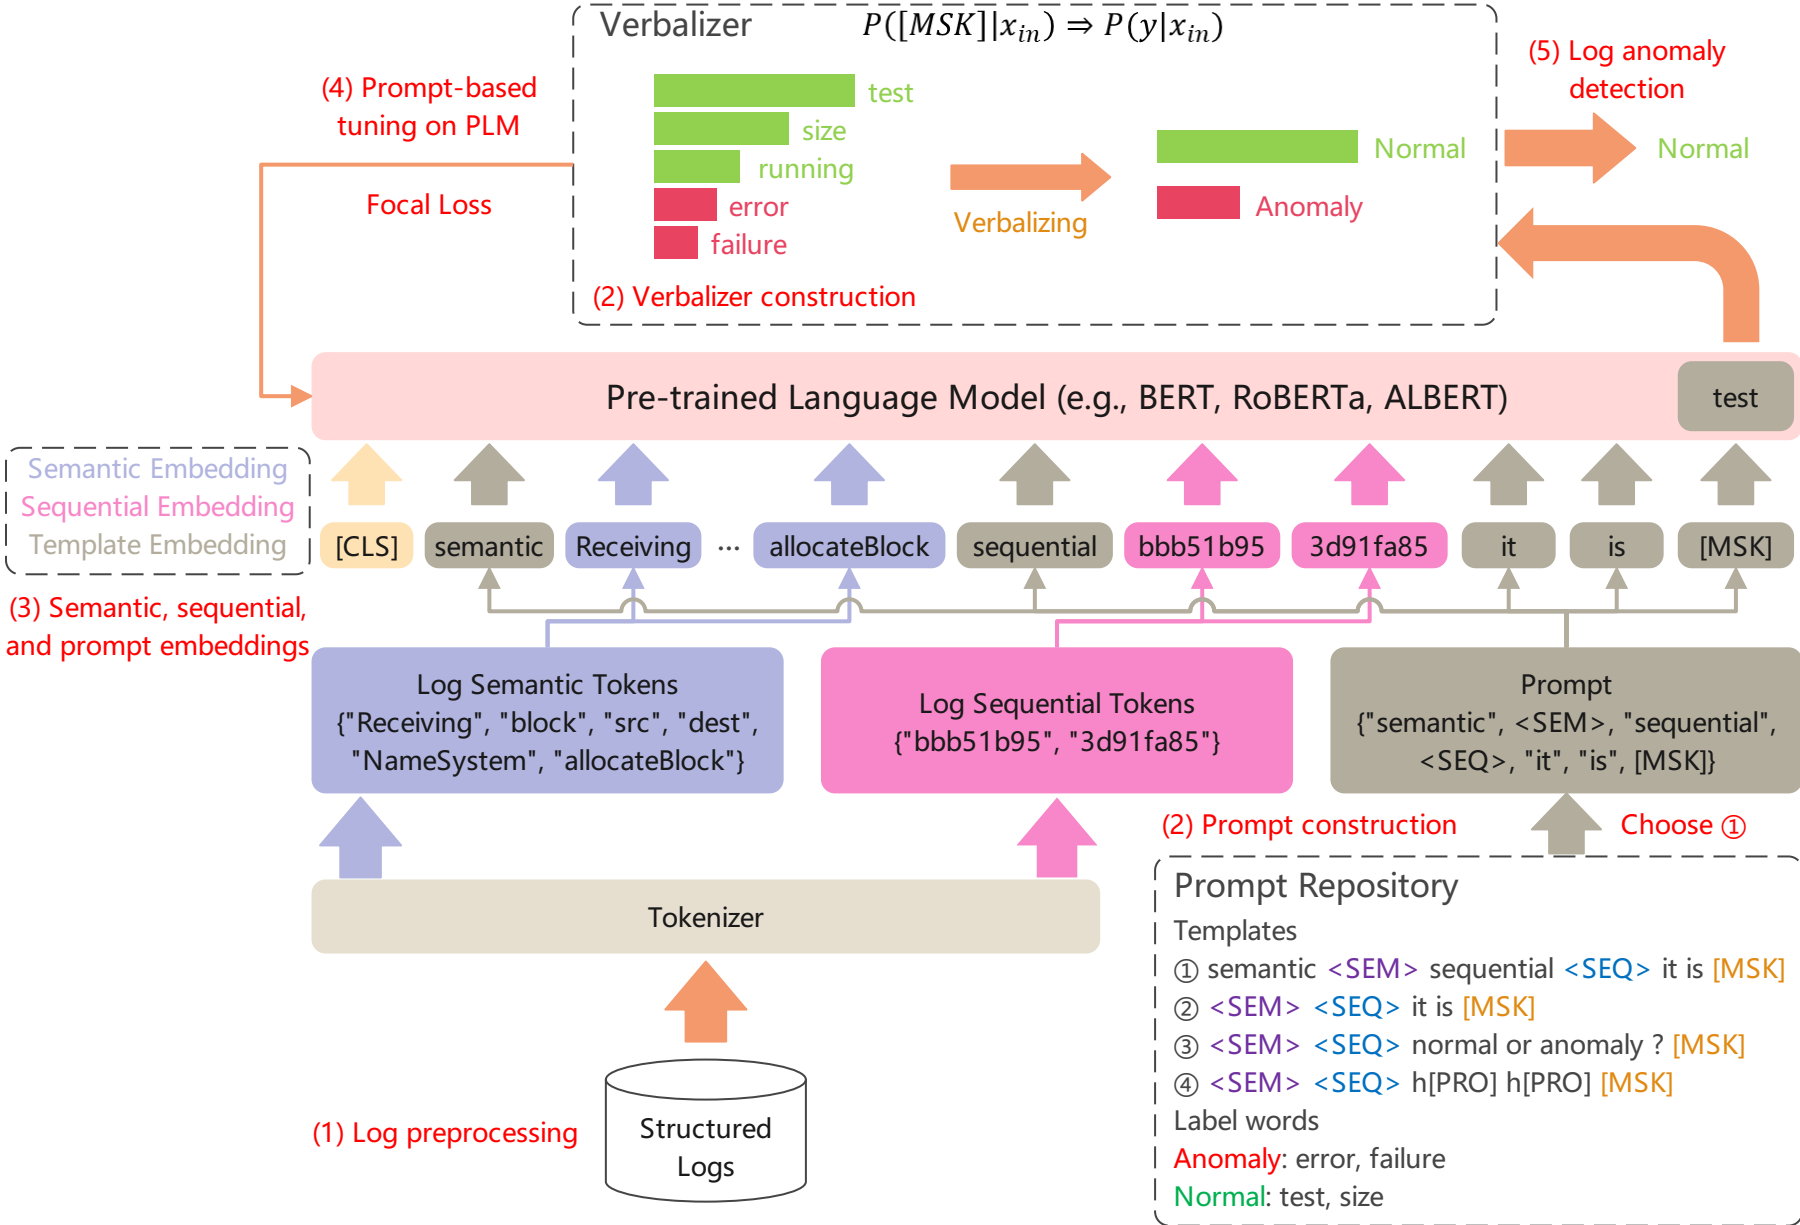 Verbalizer
P([MSK]|x_in) ⇒ P(y|x_in)
(5) Log anomaly
detection
(4) Prompt-based
tuning on PLM
test
size
running
error
failure
Verbalizing
Normal
Anomaly
Normal
Focal Loss
(2) Verbalizer construction
Pre-trained Language Model (e.g., BERT, RoBERTa, ALBERT)
test
Semantic Embedding
Sequential Embedding
Template Embedding
[CLS] semantic Receiving ... allocateBlock sequential bbb51b95 3d91fa85 it is [MSK]
(3) Semantic, sequential,
and prompt embeddings
Log Semantic Tokens
{"Receiving", "block", "src", "dest",
"NameSystem", "allocateBlock"}
Log Sequential Tokens
{"bbb51b95", "3d91fa85"}
Prompt
{"semantic", <SEM>, "sequential",
<SEQ>, "it", "is", [MSK]}
(2) Prompt construction
Choose ①
Tokenizer
Prompt Repository
Templates
① semantic <SEM> sequential <SEQ> it is [MSK]
② <SEM> <SEQ> it is [MSK]
③ <SEM> <SEQ> normal or anomaly ? [MSK]
④ <SEM> <SEQ> h[PRO] h[PRO] [MSK]
Label words
Anomaly: error, failure
Normal: test, size
(1) Log preprocessing
Structured
Logs